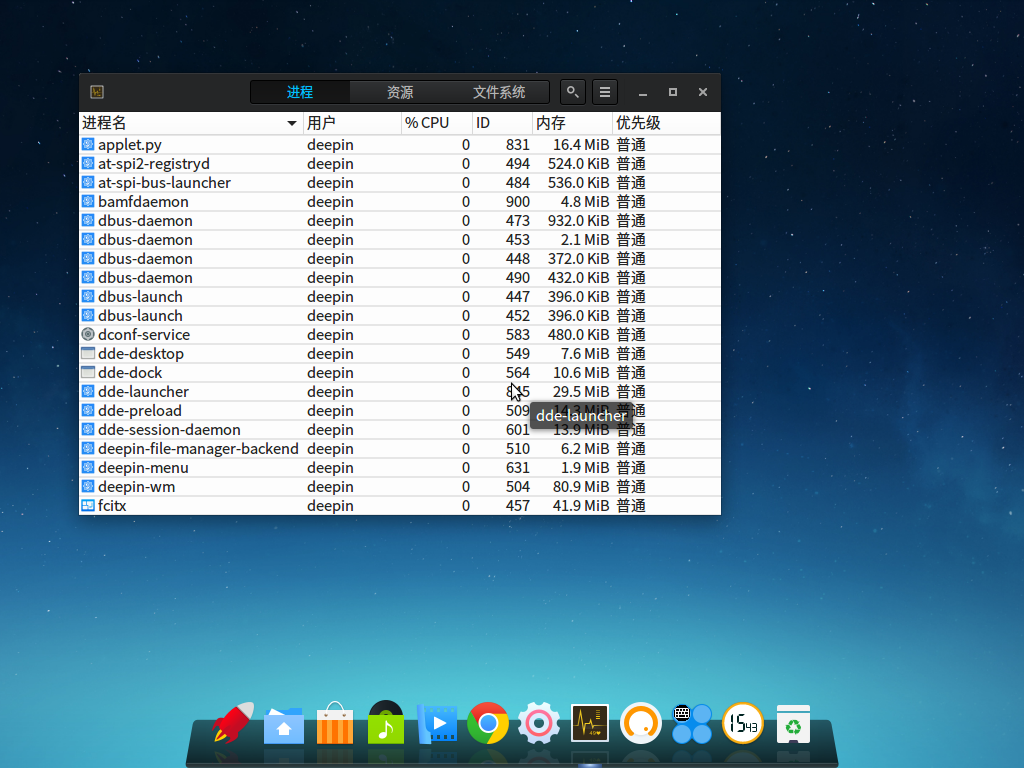 进程 资源 文件系统
进程名 用户 % CPU ID 内存 优先级
applet.py deepin 0 831 16.4 MiB 普通
at-spi2-registryd deepin 0 494 524.0 KiB 普通
at-spi-bus-launcher deepin 0 484 536.0 KiB 普通
bamfdaemon deepin 0 900 4.8 MiB 普通
dbus-daemon deepin 0 473 932.0 KiB 普通
dbus-daemon deepin 0 453 2.1 MiB 普通
dbus-daemon deepin 0 448 372.0 KiB 普通
dbus-daemon deepin 0 490 432.0 KiB 普通
dbus-launch deepin 0 447 396.0 KiB 普通
dbus-launch deepin 0 452 396.0 KiB 普通
dconf-service deepin 0 583 480.0 KiB 普通
dde-desktop deepin 0 549 7.6 MiB 普通
dde-dock deepin 0 564 10.6 MiB 普通
dde-launcher deepin 0 29.5 MiB 普通
dde-preload deepin 0 509 14.3 MiB 普通
dde-launcher
dde-session-daemon deepin 0 601 13.9 MiB 普通
deepin-file-manager-backend deepin 0 510 6.2 MiB 普通
deepin-menu deepin 0 631 1.9 MiB 普通
deepin-wm deepin 0 504 80.9 MiB 普通
fcitx deepin 0 457 41.9 MiB 普通
15 43